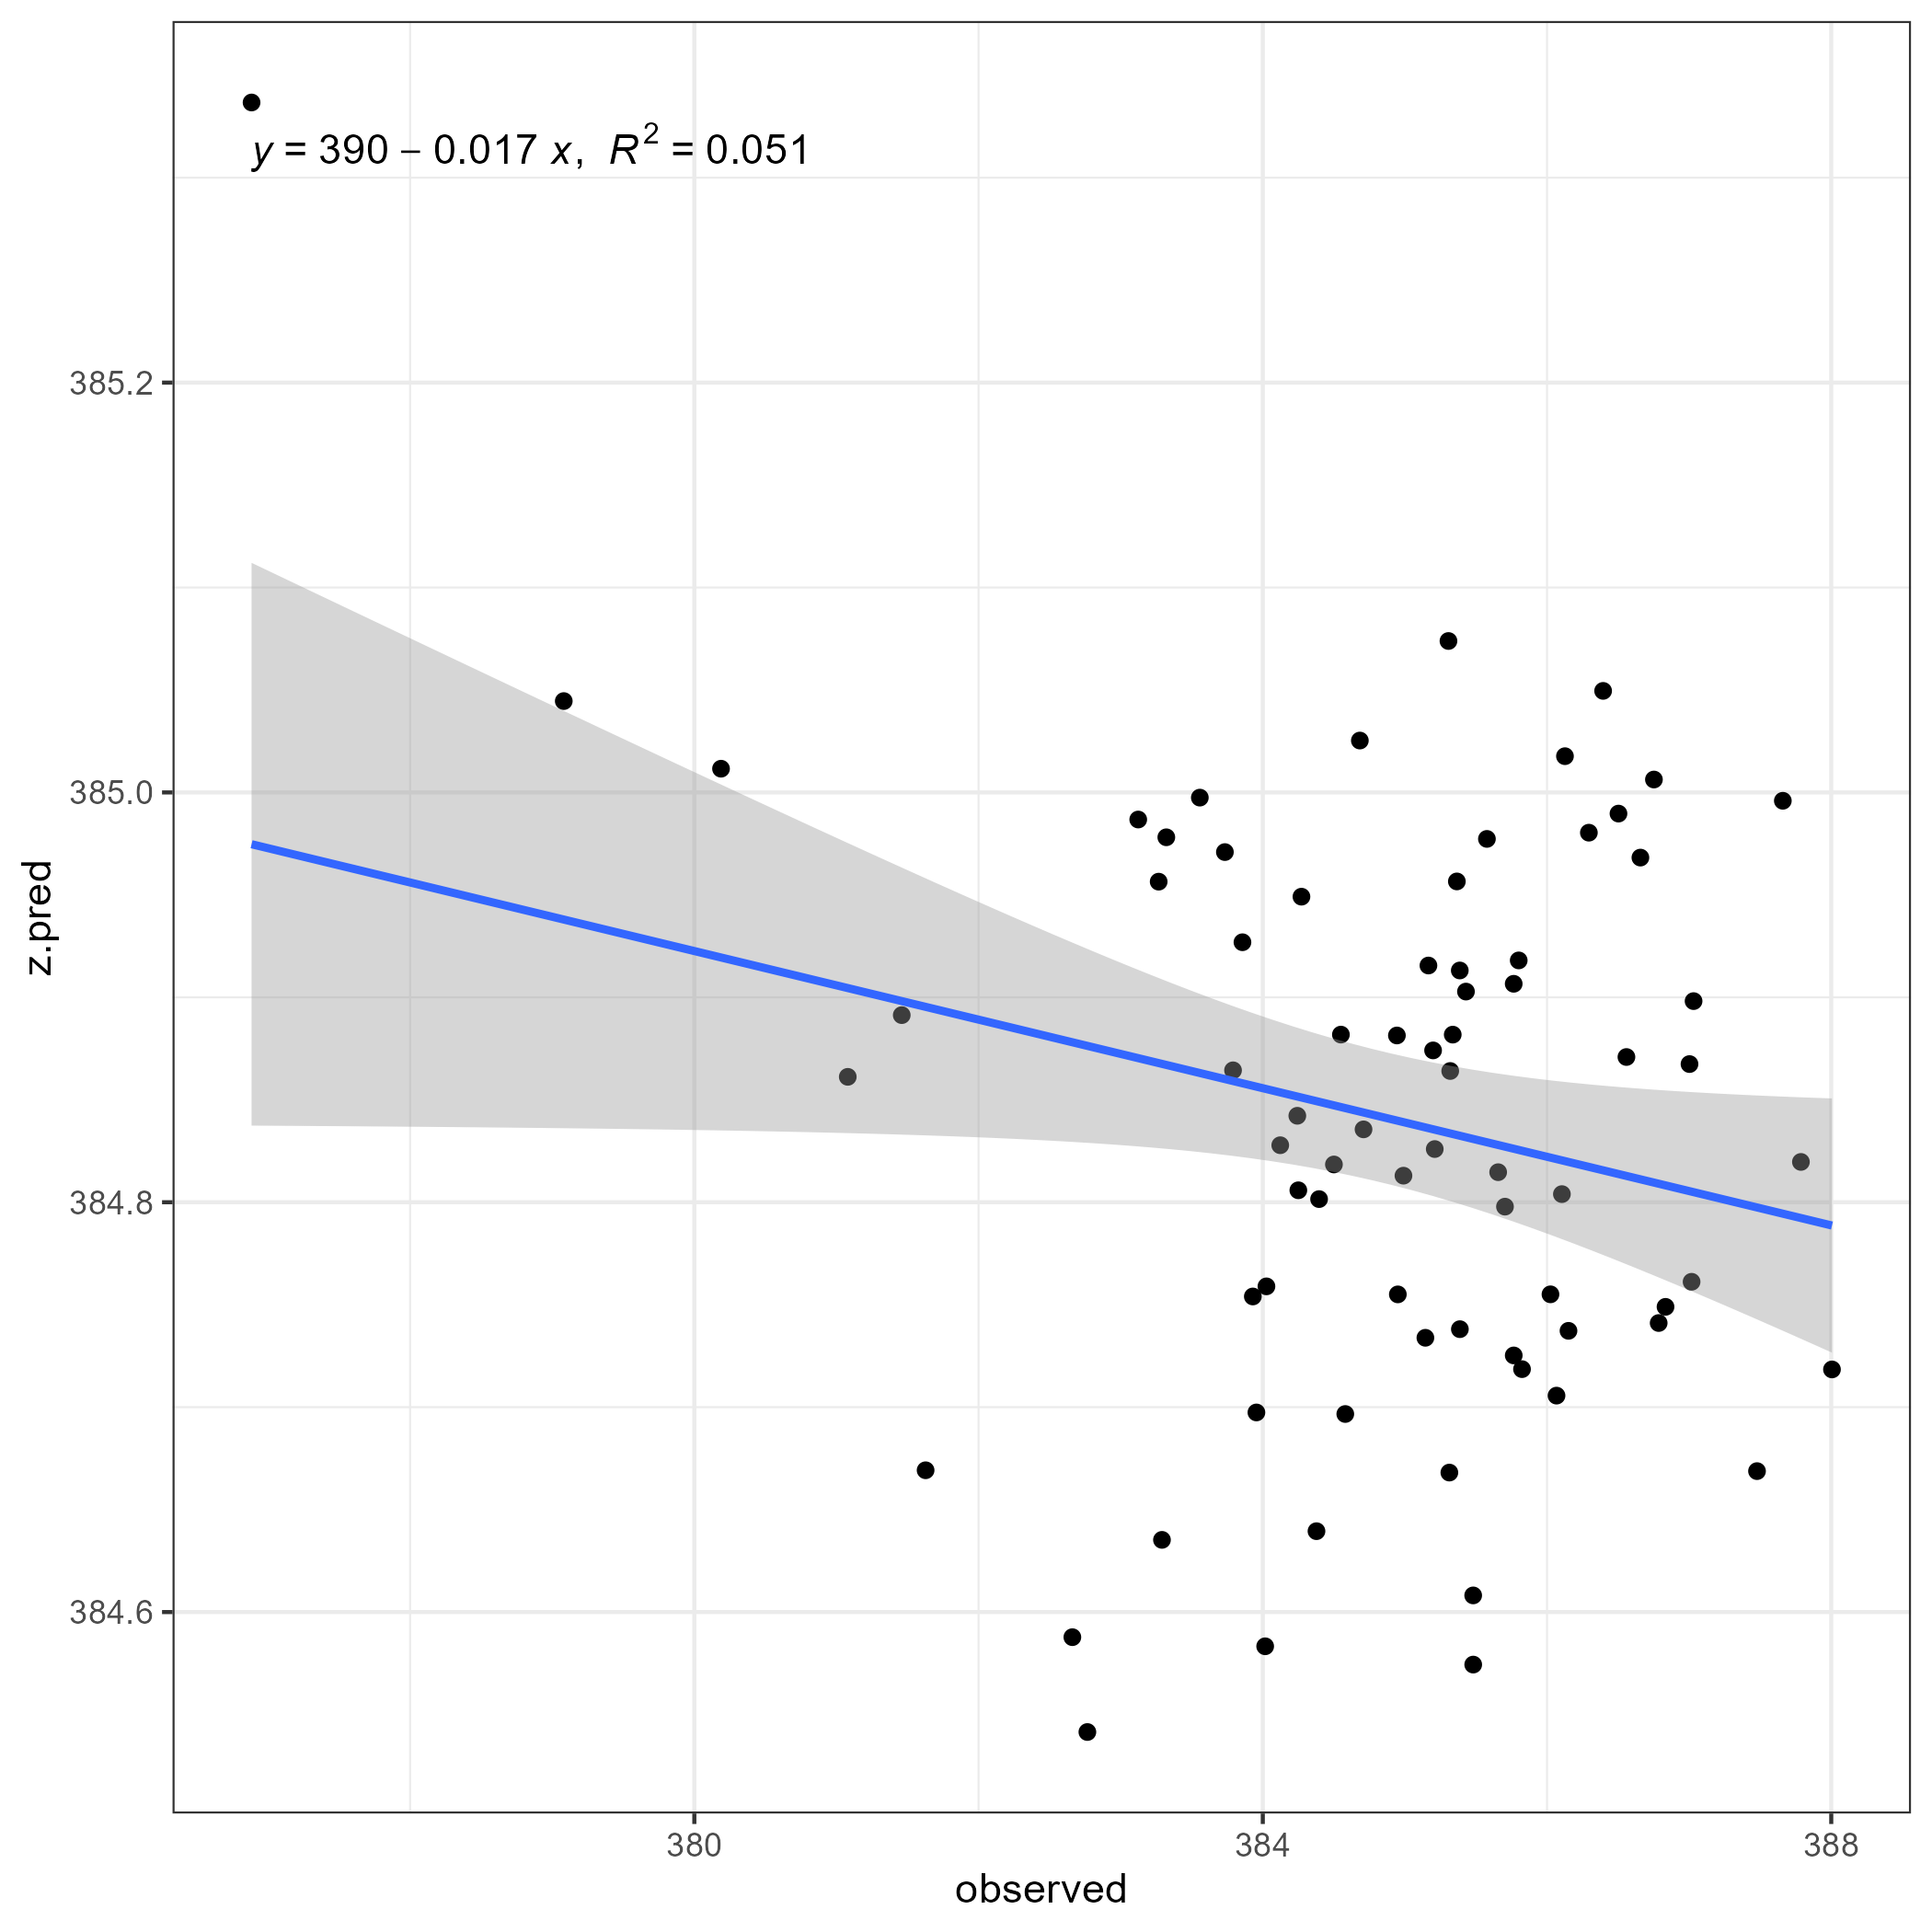 y = 390 – 0.017 x, R² = 0.051
385.2
385.0
384.8
384.6
z.pred
380 384 388
observed